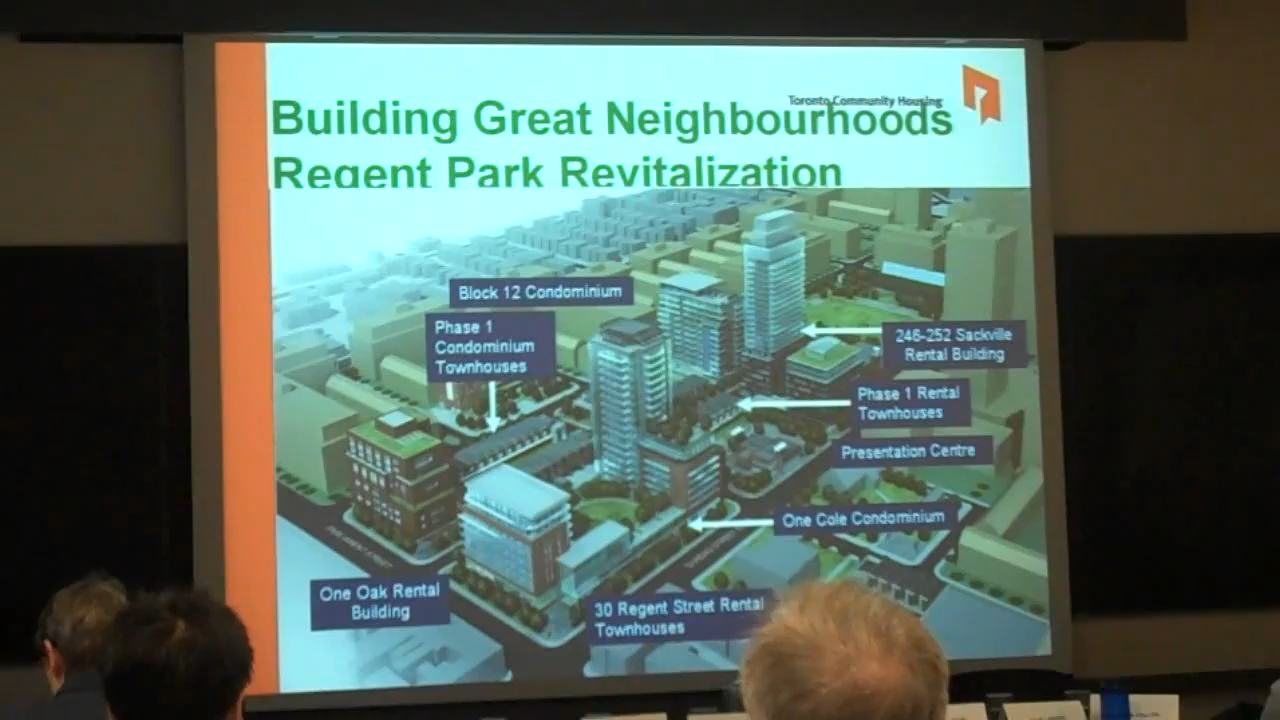 Toronto Community Housing
Building Great Neighbourhoods
Regent Park Revitalization
Block 12 Condominium
Phase 1
Condominium
Townhouses
246-252 Sackville
Rental Building
Phase 1 Rental
Townhouses
Presentation Centre
One Cole Condominium
One Oak Rental
Building
30 Regent Street Rental
Townhouses